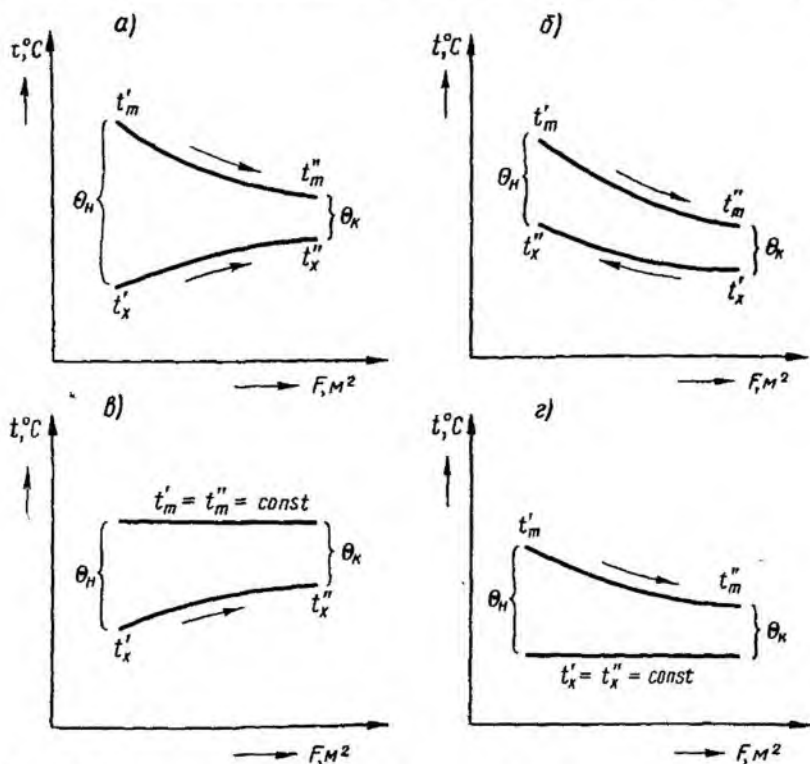 а)
t,°C
t'm
t"m
Θн
Θк
t'x
t"x
F, м²
б)
t,°C
t'm
t"m
Θн
Θк
t"x
t'x
F, м²
в)
t,°C
t'm = t"m = const
Θн
Θк
t'x
t"x
F, м²
г)
t,°C
t'm
t"m
Θн
Θк
t'x = t"x = const
F, м²